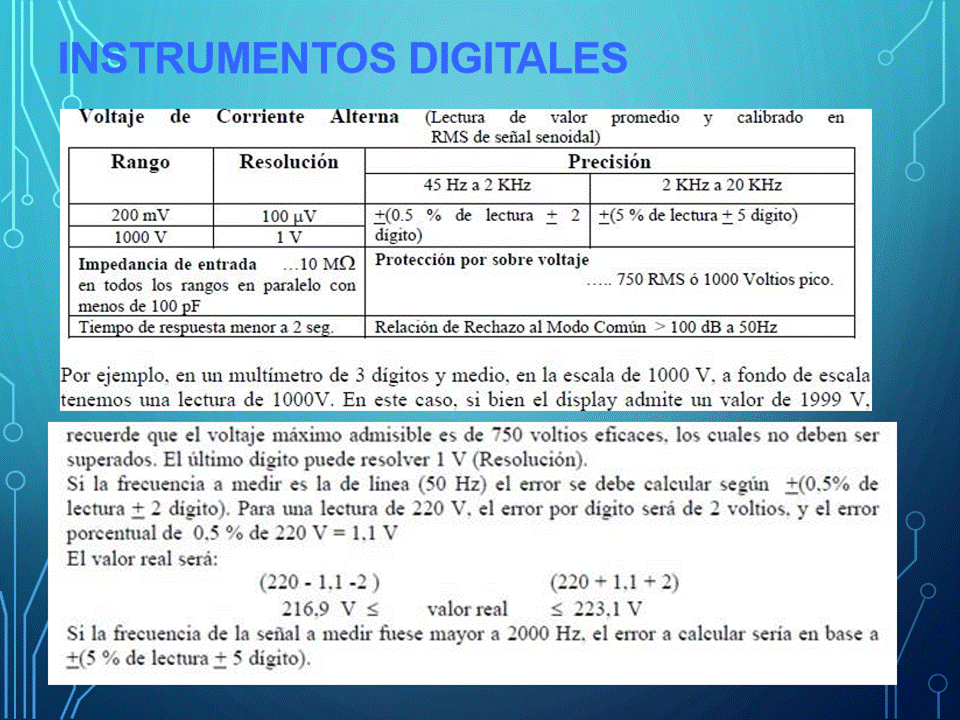 INSTRUMENTOS DIGITALES
Voltaje de Corriente Alterna (Lectura de valor promedio y calibrado en
RMS de señal senoidal)
Rango Resolución Precisión
45 Hz a 2 KHz 2 KHz a 20 KHz
200 mV 100 µV ±(0.5 % de lectura ± 2 ±(5 % de lectura ± 5 dígito)
1000 V 1 V dígito)
Impedancia de entrada …10 MΩ
en todos los rangos en paralelo con
menos de 100 pF
Protección por sobre voltaje
….. 750 RMS ó 1000 Voltios pico.
Tiempo de respuesta menor a 2 seg. Relación de Rechazo al Modo Común > 100 dB a 50Hz
Por ejemplo, en un multímetro de 3 dígitos y medio, en la escala de 1000 V, a fondo de escala
tenemos una lectura de 1000V. En este caso, si bien el display admite un valor de 1999 V,
recuerde que el voltaje máximo admisible es de 750 voltios eficaces, los cuales no deben ser
superados. El último dígito puede resolver 1 V (Resolución).
Si la frecuencia a medir es la de línea (50 Hz) el error se debe calcular según ±(0,5% de
lectura ± 2 dígito). Para una lectura de 220 V, el error por dígito será de 2 voltios, y el error
porcentual de 0,5 % de 220 V = 1,1 V
El valor real será:
(220 - 1,1 -2 ) (220 + 1,1 + 2)
216,9 V ≤ valor real ≤ 223,1 V
Si la frecuencia de la señal a medir fuese mayor a 2000 Hz, el error a calcular sería en base a
±(5 % de lectura ± 5 dígito).